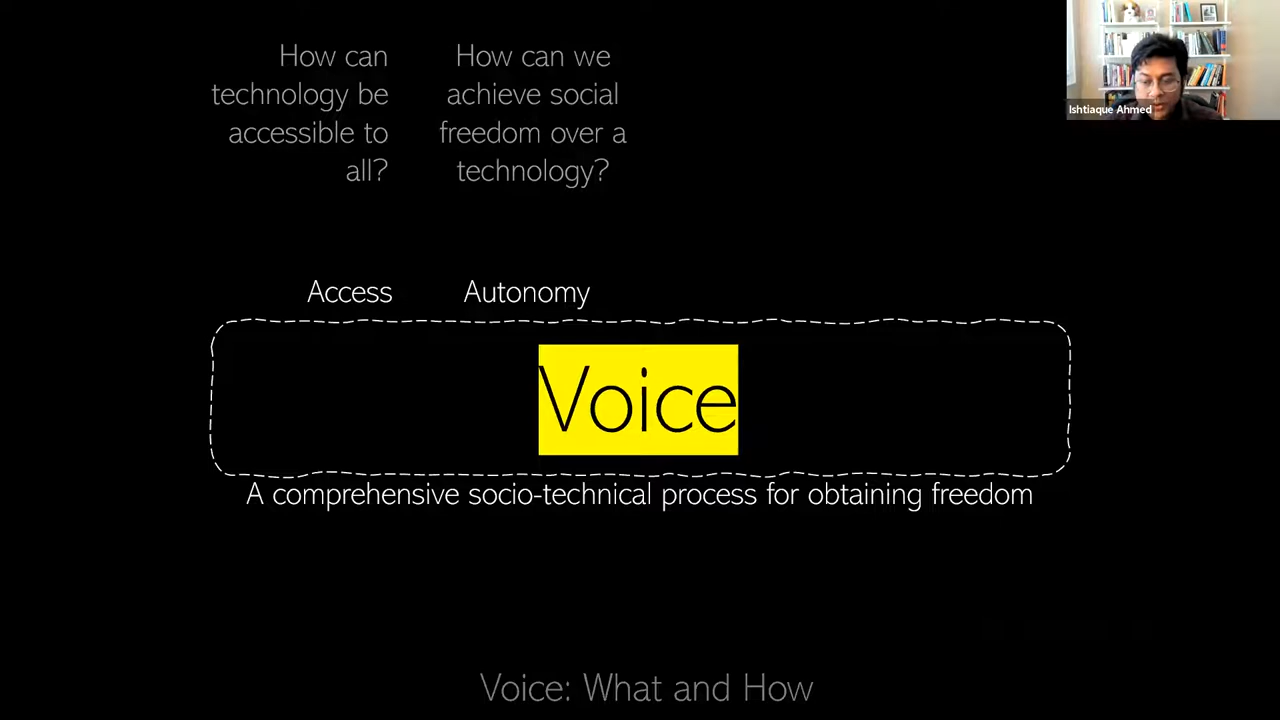 How can
technology be
accessible to
all?
How can we
achieve social
freedom over a
technology?
Ishtiaque Ahmed
Access
Autonomy
Voice
A comprehensive socio-technical process for obtaining freedom
Voice: What and How